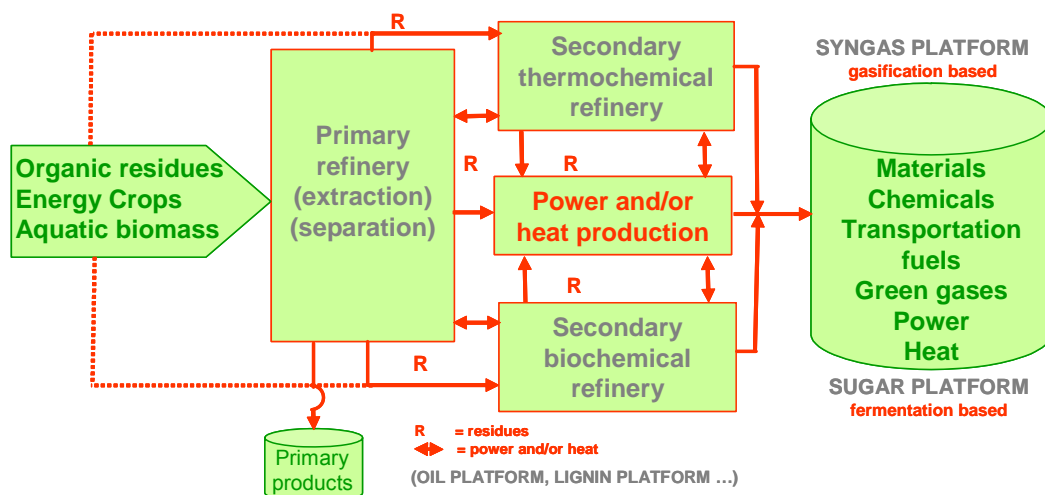 R
Secondary
thermochemical
refinery
SYNGAS PLATFORM
gasification based
Organic residues
Energy Crops
Aquatic biomass
Primary
refinery
(extraction)
(separation)
R
R
Power and/or
heat production
R
Materials
Chemicals
Transportation
fuels
Green gases
Power
Heat
Secondary
biochemical
refinery
R
SUGAR PLATFORM
fermentation based
Primary
products
R = residues
= power and/or heat
(OIL PLATFORM, LIGNIN PLATFORM ...)